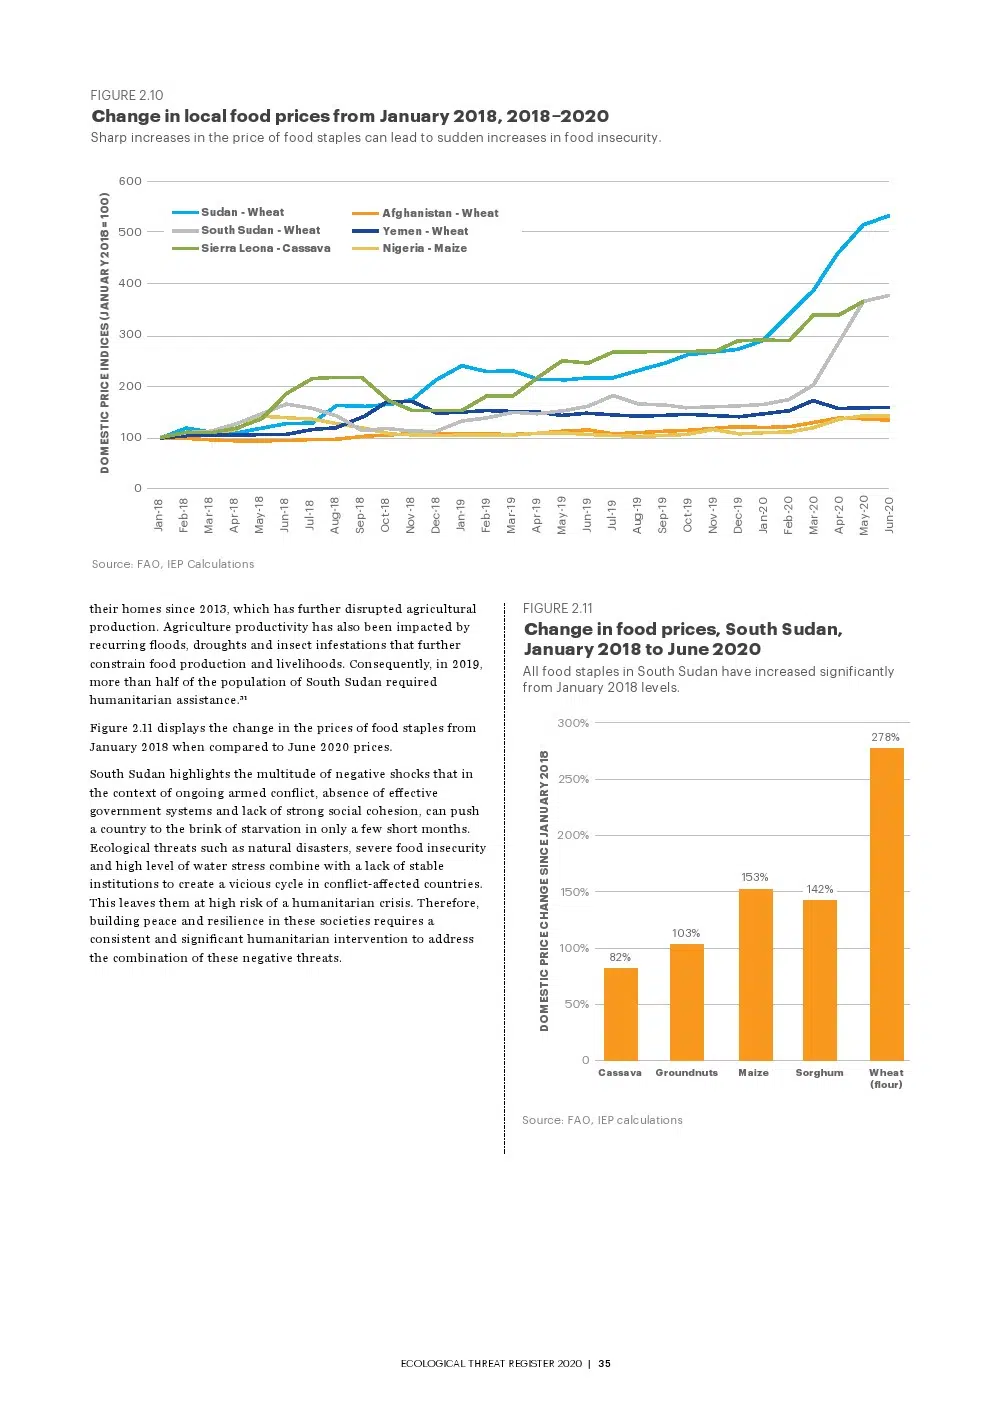 FIGURE 2.10
Change in local food prices from January 2018, 2018–2020
Sharp increases in the price of food staples can lead to sudden increases in food insecurity.
DOMESTIC PRICE INDICES (JANUARY 2018 = 100)
600
500
400
300
200
100
0
Sudan - Wheat
Afghanistan - Wheat
South Sudan - Wheat
Yemen - Wheat
Sierra Leona - Cassava
Nigeria - Maize
Jan-18
Feb-18
Mar-18
Apr-18
May-18
Jun-18
Jul-18
Aug-18
Sep-18
Oct-18
Nov-18
Dec-18
Jan-19
Feb-19
Mar-19
Apr-19
May-19
Jun-19
Jul-19
Aug-19
Sep-19
Oct-19
Nov-19
Dec-19
Jan-20
Feb-20
Mar-20
Apr-20
May-20
Jun-20
Source: FAO, IEP Calculations
their homes since 2013, which has further disrupted agricultural
production. Agriculture productivity has also been impacted by
recurring floods, droughts and insect infestations that further
constrain food production and livelihoods. Consequently, in 2019,
more than half of the population of South Sudan required
humanitarian assistance.³¹
Figure 2.11 displays the change in the prices of food staples from
January 2018 when compared to June 2020 prices.
South Sudan highlights the multitude of negative shocks that in
the context of ongoing armed conflict, absence of effective
government systems and lack of strong social cohesion, can push
a country to the brink of starvation in only a few short months.
Ecological threats such as natural disasters, severe food insecurity
and high level of water stress combine with a lack of stable
institutions to create a vicious cycle in conflict-affected countries.
This leaves them at high risk of a humanitarian crisis. Therefore,
building peace and resilience in these societies requires a
consistent and significant humanitarian intervention to address
the combination of these negative threats.
FIGURE 2.11
Change in food prices, South Sudan,
January 2018 to June 2020
All food staples in South Sudan have increased significantly
from January 2018 levels.
DOMESTIC PRICE CHANGE SINCE JANUARY 2018
300%
250%
200%
150%
100%
50%
0
82%
103%
153%
142%
278%
Cassava
Groundnuts
Maize
Sorghum
Wheat
(flour)
Source: FAO, IEP calculations
ECOLOGICAL THREAT REGISTER 2020 | 35